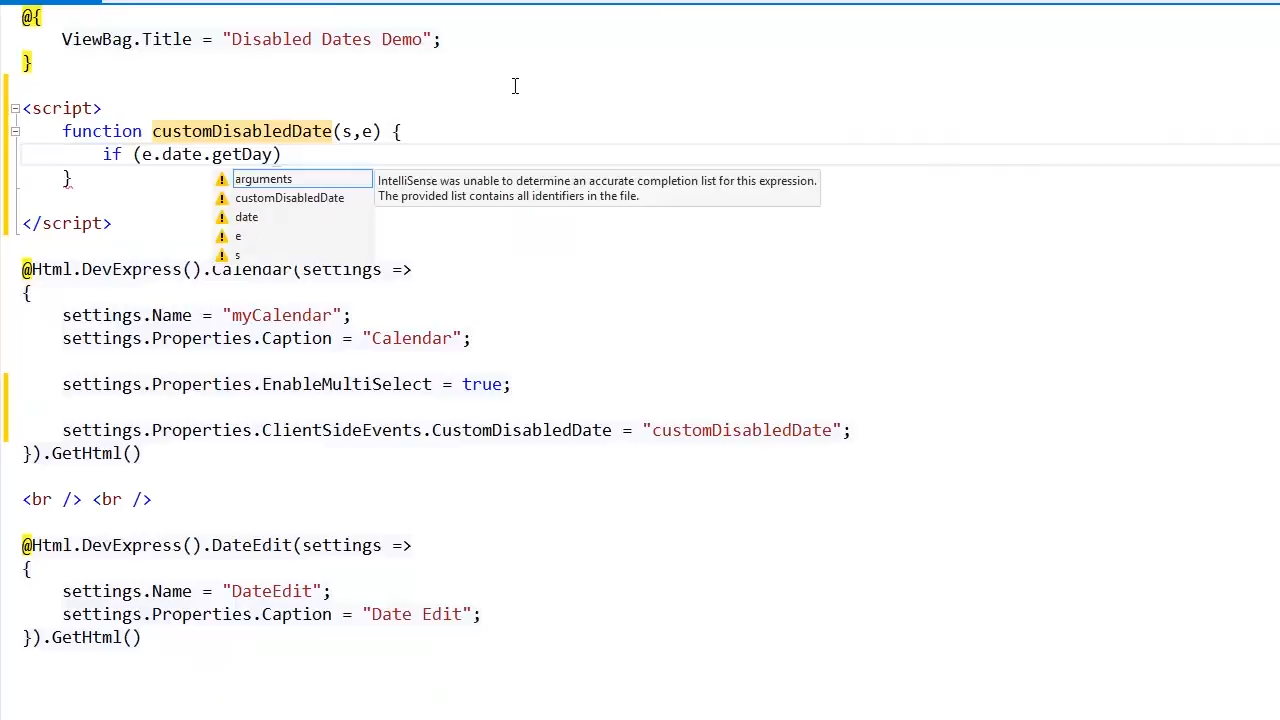 @{
ViewBag.Title = "Disabled Dates Demo";
}
<script>
function customDisabledDate(s,e) {
if (e.date.getDay)
}
arguments
customDisabledDate
date
e
s
IntelliSense was unable to determine an accurate completion list for this expression.
The provided list contains all identifiers in the file.
</script>
@Html.DevExpress().Calendar(settings =>
{
settings.Name = "myCalendar";
settings.Properties.Caption = "Calendar";
settings.Properties.EnableMultiSelect = true;
settings.Properties.ClientSideEvents.CustomDisabledDate = "customDisabledDate";
}).GetHtml()
<br /> <br />
@Html.DevExpress().DateEdit(settings =>
{
settings.Name = "DateEdit";
settings.Properties.Caption = "Date Edit";
}).GetHtml()